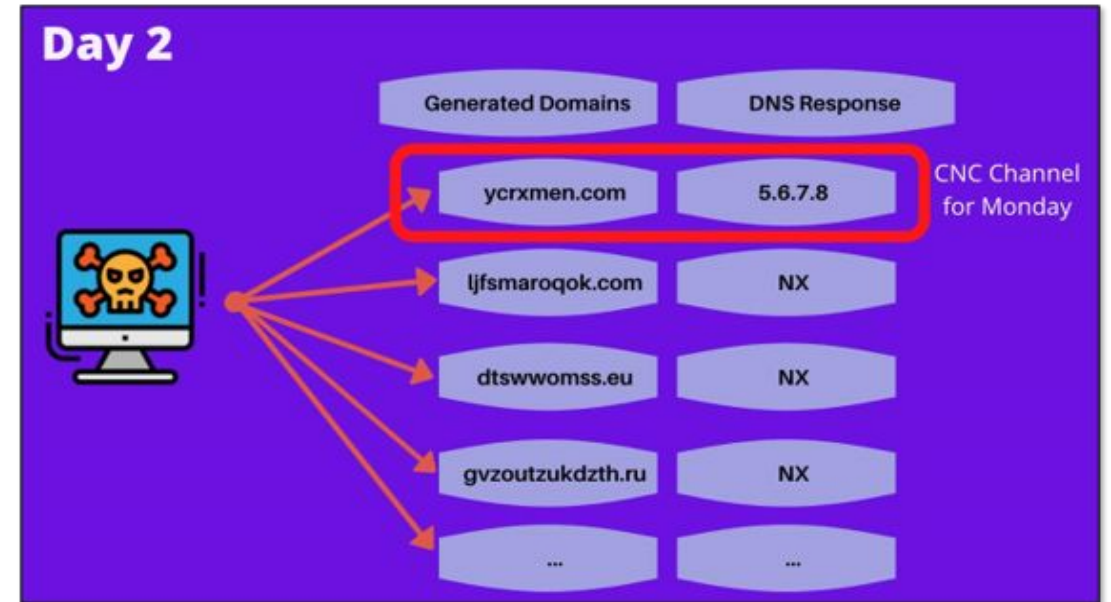 Day 2
Generated Domains
DNS Response
ycrxmen.com
5.6.7.8
CNC Channel
for Monday
ljfsmaroqok.com
NX
dtswwomss.eu
NX
gvzoutzukdzth.ru
NX
...
...